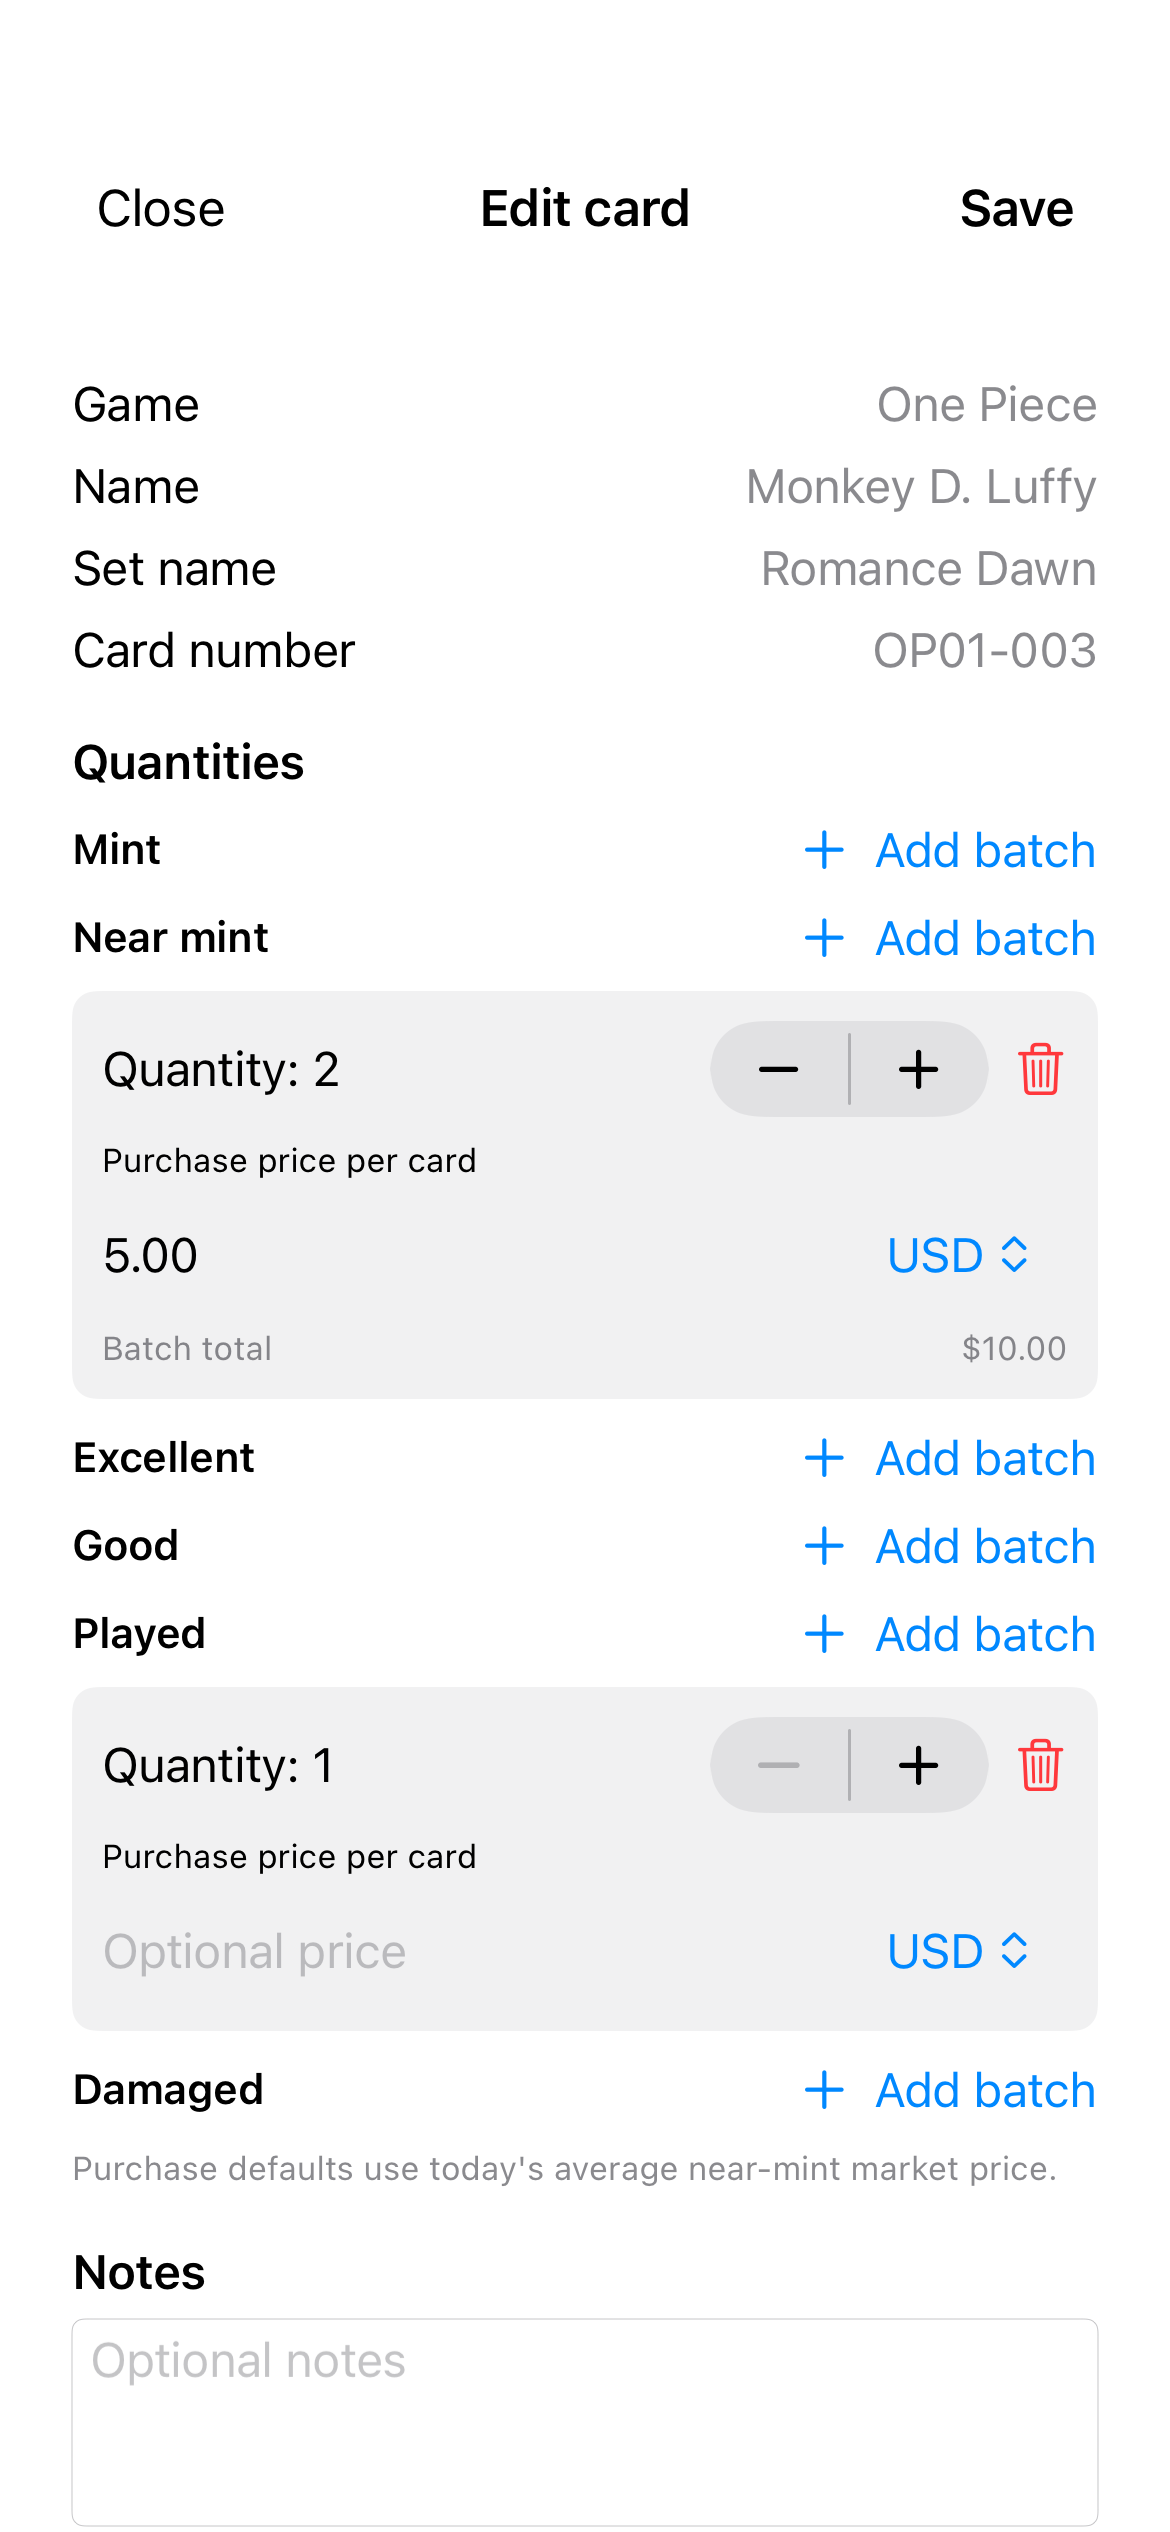 Close Edit card Save
Game One Piece
Name Monkey D. Luffy
Set name Romance Dawn
Card number OP01-003
Quantities
Mint + Add batch
Near mint + Add batch
Quantity: 2 − +
Purchase price per card
5.00 USD
Batch total $10.00
Excellent + Add batch
Good + Add batch
Played + Add batch
Quantity: 1 − +
Purchase price per card
Optional price USD
Damaged + Add batch
Purchase defaults use today's average near-mint market price.
Notes
Optional notes